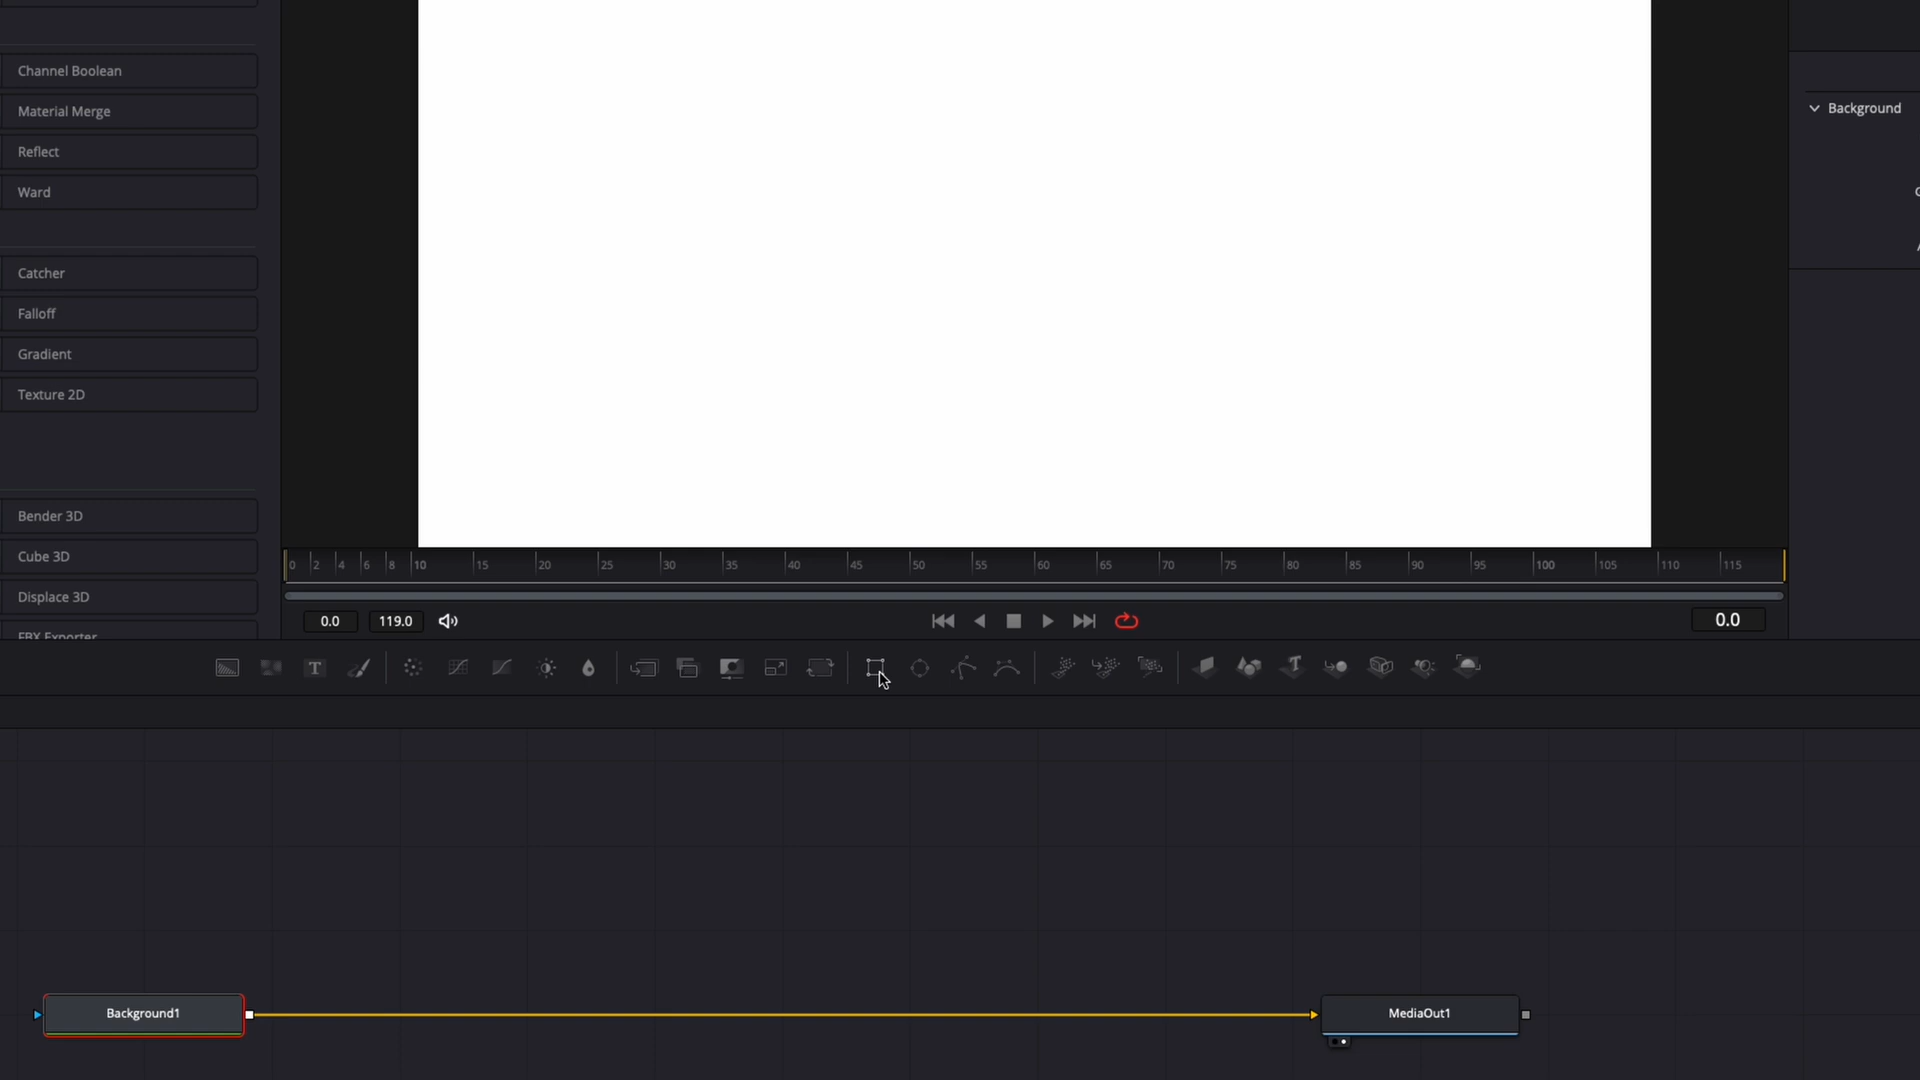 Channel Boolean
Material Merge
Reflect
Ward
Catcher
Falloff
Gradient
Texture 2D
Bender 3D
Cube 3D
Displace 3D
FBX Exporter
Background
0 2 4 6 8 10 15 20 25 30 35 40 45 50 55 60 65 70 75 80 85 90 95 100 105 110 115
0.0 119.0 0.0
T
Background1
MediaOut1